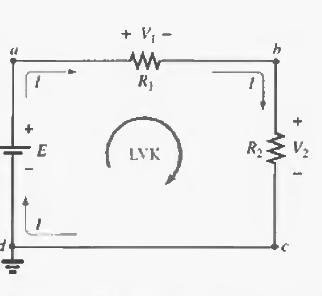 + V₁ −
a
b
I
R₁
I
+
E
−
LVK
+
R₂
V₂
−
I
d
c